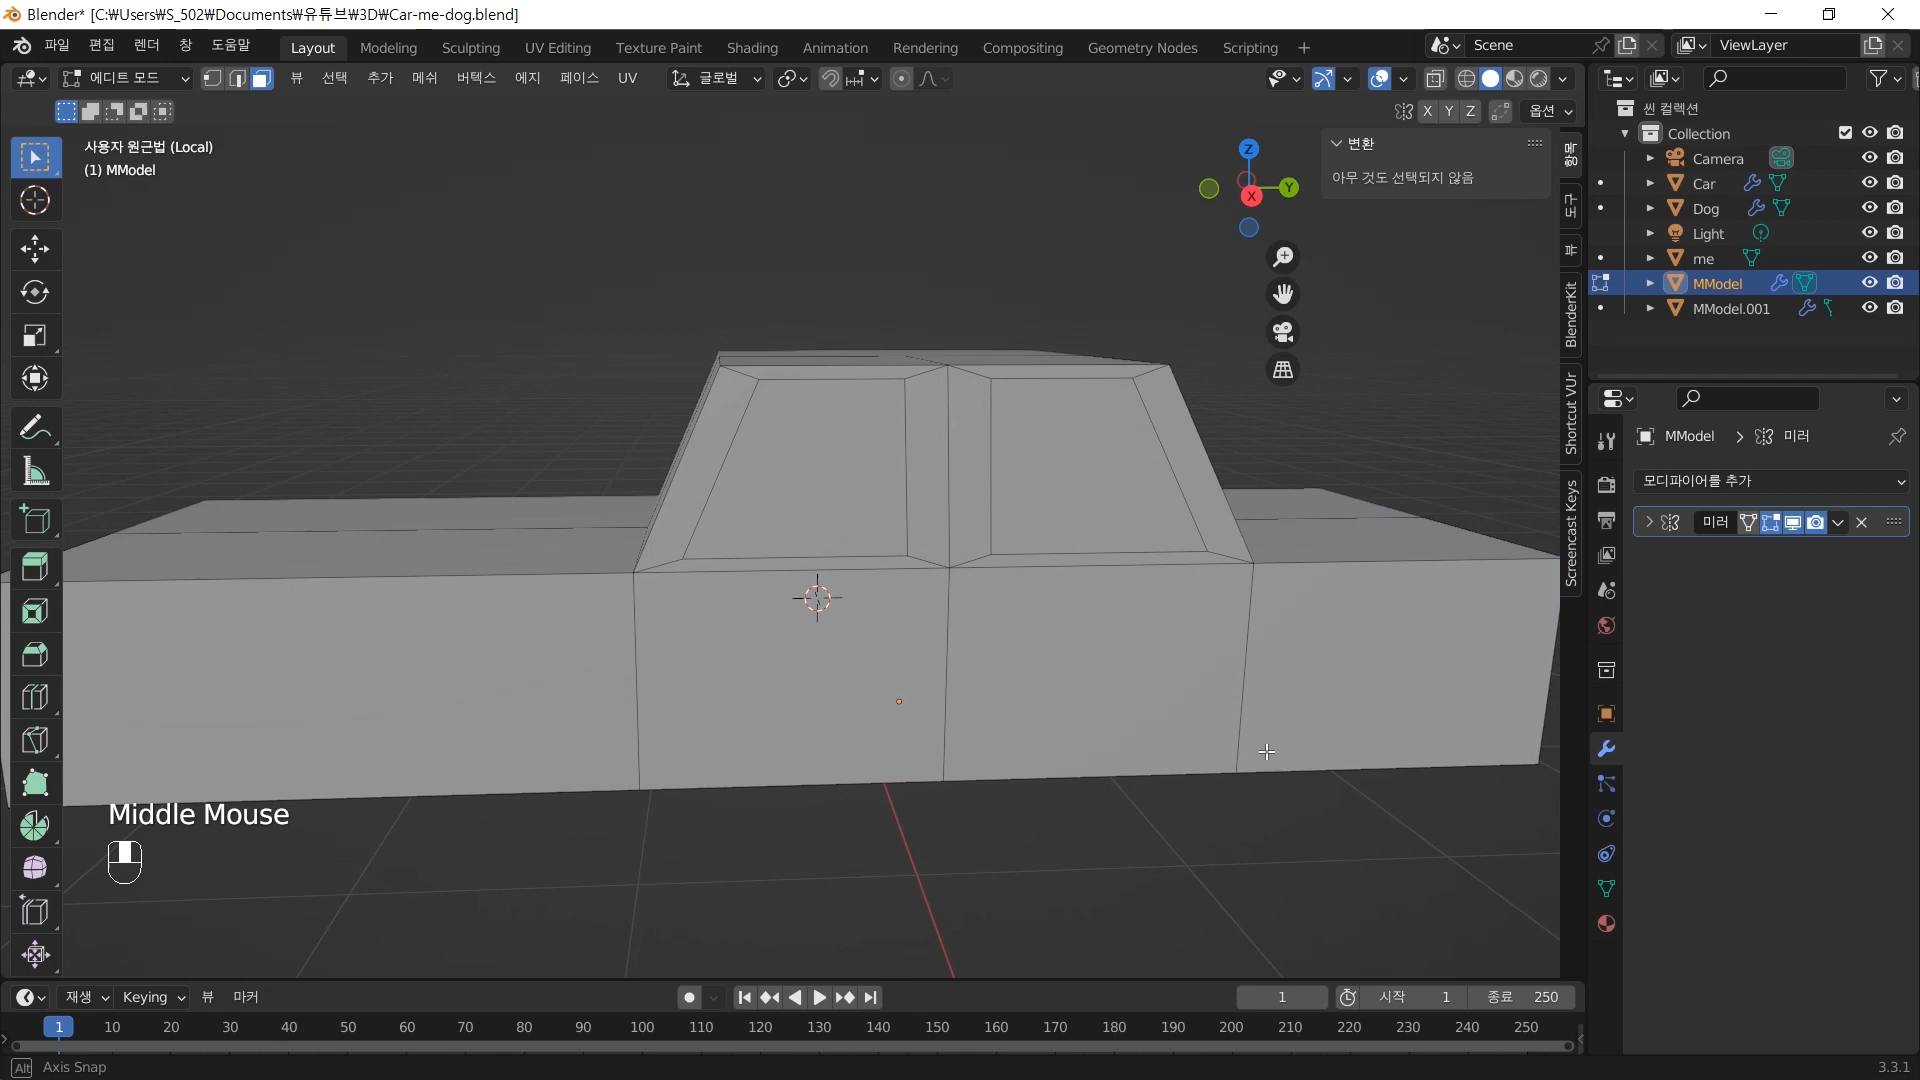 Blender* [C:₩Users₩S_502₩Documents₩유튜브₩3D₩Car-me-dog.blend]
파일 편집 렌더 창 도움말 Layout Modeling Sculpting UV Editing Texture Paint Shading Animation Rendering Compositing Geometry Nodes Scripting + Scene ViewLayer
에디트 모드 뷰 선택 추가 메쉬 버텍스 에지 페이스 UV 글로벌
X Y Z 옵션
사용자 원근법 (Local)
(1) MModel
Z
Y
X
변환
아무 것도 선택되지 않음
항목
도구
뷰
BlenderKit
Shortcut VUr
Screencast Keys
씬 컬렉션
Collection
Camera
Car
Dog
Light
me
MModel
MModel.001
MModel > 미러
모디파이어를 추가
미러
Middle Mouse
재생 Keying 뷰 마커 1 시작 1 종료 250
1 10 20 30 40 50 60 70 80 90 100 110 120 130 140 150 160 170 180 190 200 210 220 230 240 250
Alt Axis Snap
3.3.1